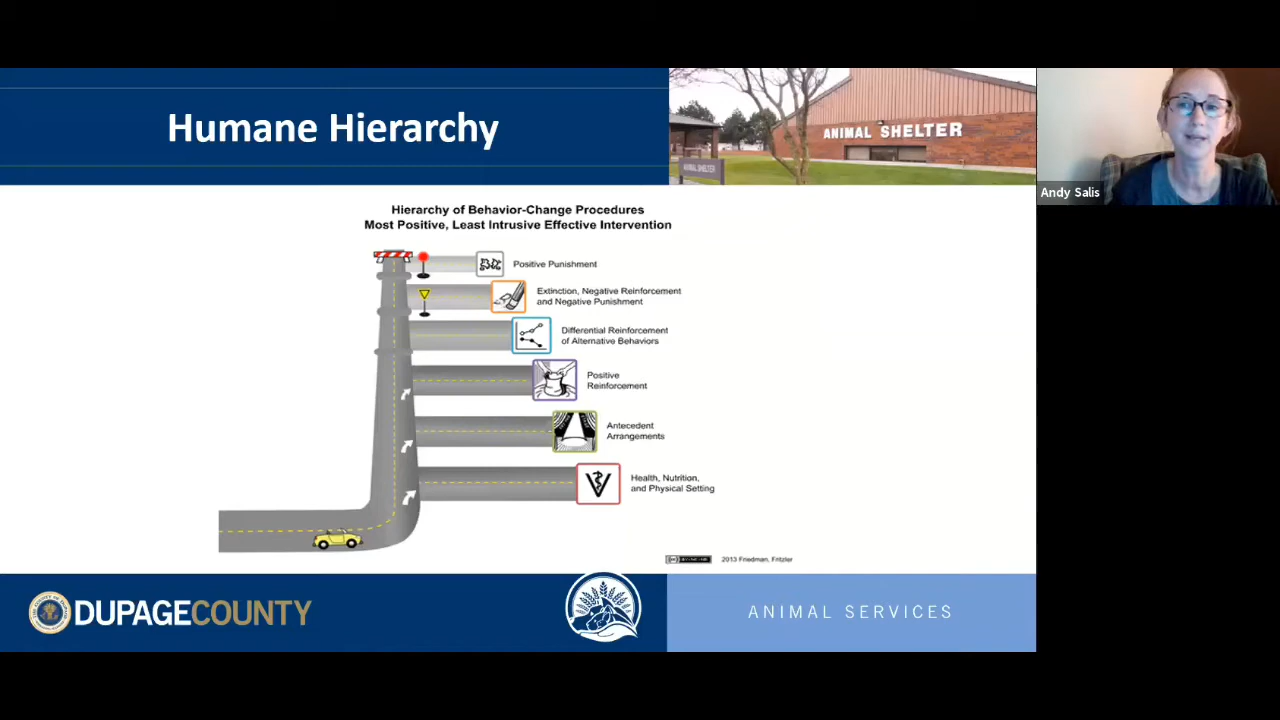 Humane Hierarchy
ANIMAL SHELTER
ANIMAL SHELTER
Andy Salis
Hierarchy of Behavior-Change Procedures
Most Positive, Least Intrusive Effective Intervention
Positive Punishment
Extinction, Negative Reinforcement
and Negative Punishment
Differential Reinforcement
of Alternative Behaviors
Positive
Reinforcement
Antecedent
Arrangements
Health, Nutrition,
and Physical Setting
2013 Friedman, Fritzler
DUPAGECOUNTY
ANIMAL SERVICES